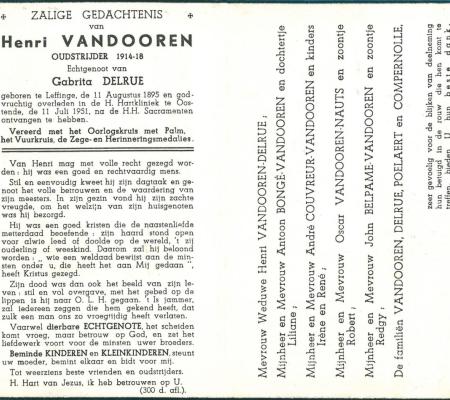 ZALIGE GEDACHTENIS
van
Henri VANDOOREN
OUDSTRIJDER 1914-18
Echtgenoot van
Gabrita DELRUE
geboren te Leffinge, de 11 Augustus 1895 en god-
vruchtig overleden in de H. Hartkliniek te Oos-
tende, de 11 Juli 1951, na de H.H. Sacramenten
ontvangen te hebben.
Vereerd met het Oorlogskruis met Palm,
het Vuurkruis, de Zege- en Herinneringsmedalies.
Van Henri mag met volle recht gezegd wor-
den : hij was een goed en rechtvaardig mens.
Stil en eenvoudig kweet hij zijn dagtaak en ge-
noot het volle betrouwen en de waardering van
zijn meesters. In zijn gezin vond hij zijn zachte
vreugde, om het welzijn van zijn huisgenoten
was hij bezorgd.
Hij was een goed kristen die de naastenliefde
metterdaad beoefende : zijn hand stond open
voor alwie leed of doolde op de wereld, 't zij
ouderling of weeskind. Daarom zal hij beloond
worden : „ wie een weldaad bewijst aan de min-
sten onder u, die heeft het aan Mij gedaan ",
heeft Kristus gezegd.
Zijn dood was dan ook het beeld van zijn le-
ven : stil en vol overgave, met het gebed op de
lippen is hij naar O. L. H. gegaan. 't Is jammer,
zal iedereen zeggen die hem gekend heeft, dat
zulk een man ons zo vroegtijdig verlaten heeft.
Vaarwel dierbare ECHTGENOTE, het scheiden
komt vroeg, maar betrouw op God, en zet het
liefdewerk voort voor de minsten uwer broeders.
Beminde KINDEREN en KLEINKINDEREN, steunt
uw moeder, bemint elkaar en bidt voor mij.
Tot weerziens beste vrienden en oudstrijders.
H. Hart van Jezus, ik heb betrouwen op U.
(300 d. afl.).
Mevrouw Weduwe Henri VANDOOREN-DELRUE ;
Mijnheer en Mevrouw Antoon BONGÉ-VANDOOREN en dochtertje
Liliane ;
Mijnheer en Mevrouw André COUVREUR-VANDOOREN en kinders
Irène en René ;
Mijnheer en Mevrouw Oscar VANDOOREN-NAUTS en zoontje
Robert ;
Mijnheer en Mevrouw John BELPAME-VANDOOREN en zoontje
Redgy ;
De familiën VANDOOREN, DELRUE, POELAERT en COMPERNOLLE,
zeer gevoelig voor de blijken van deelneming
hun betuigd in de rouw die hen komt te
treffen, bieden U hun beste dank.